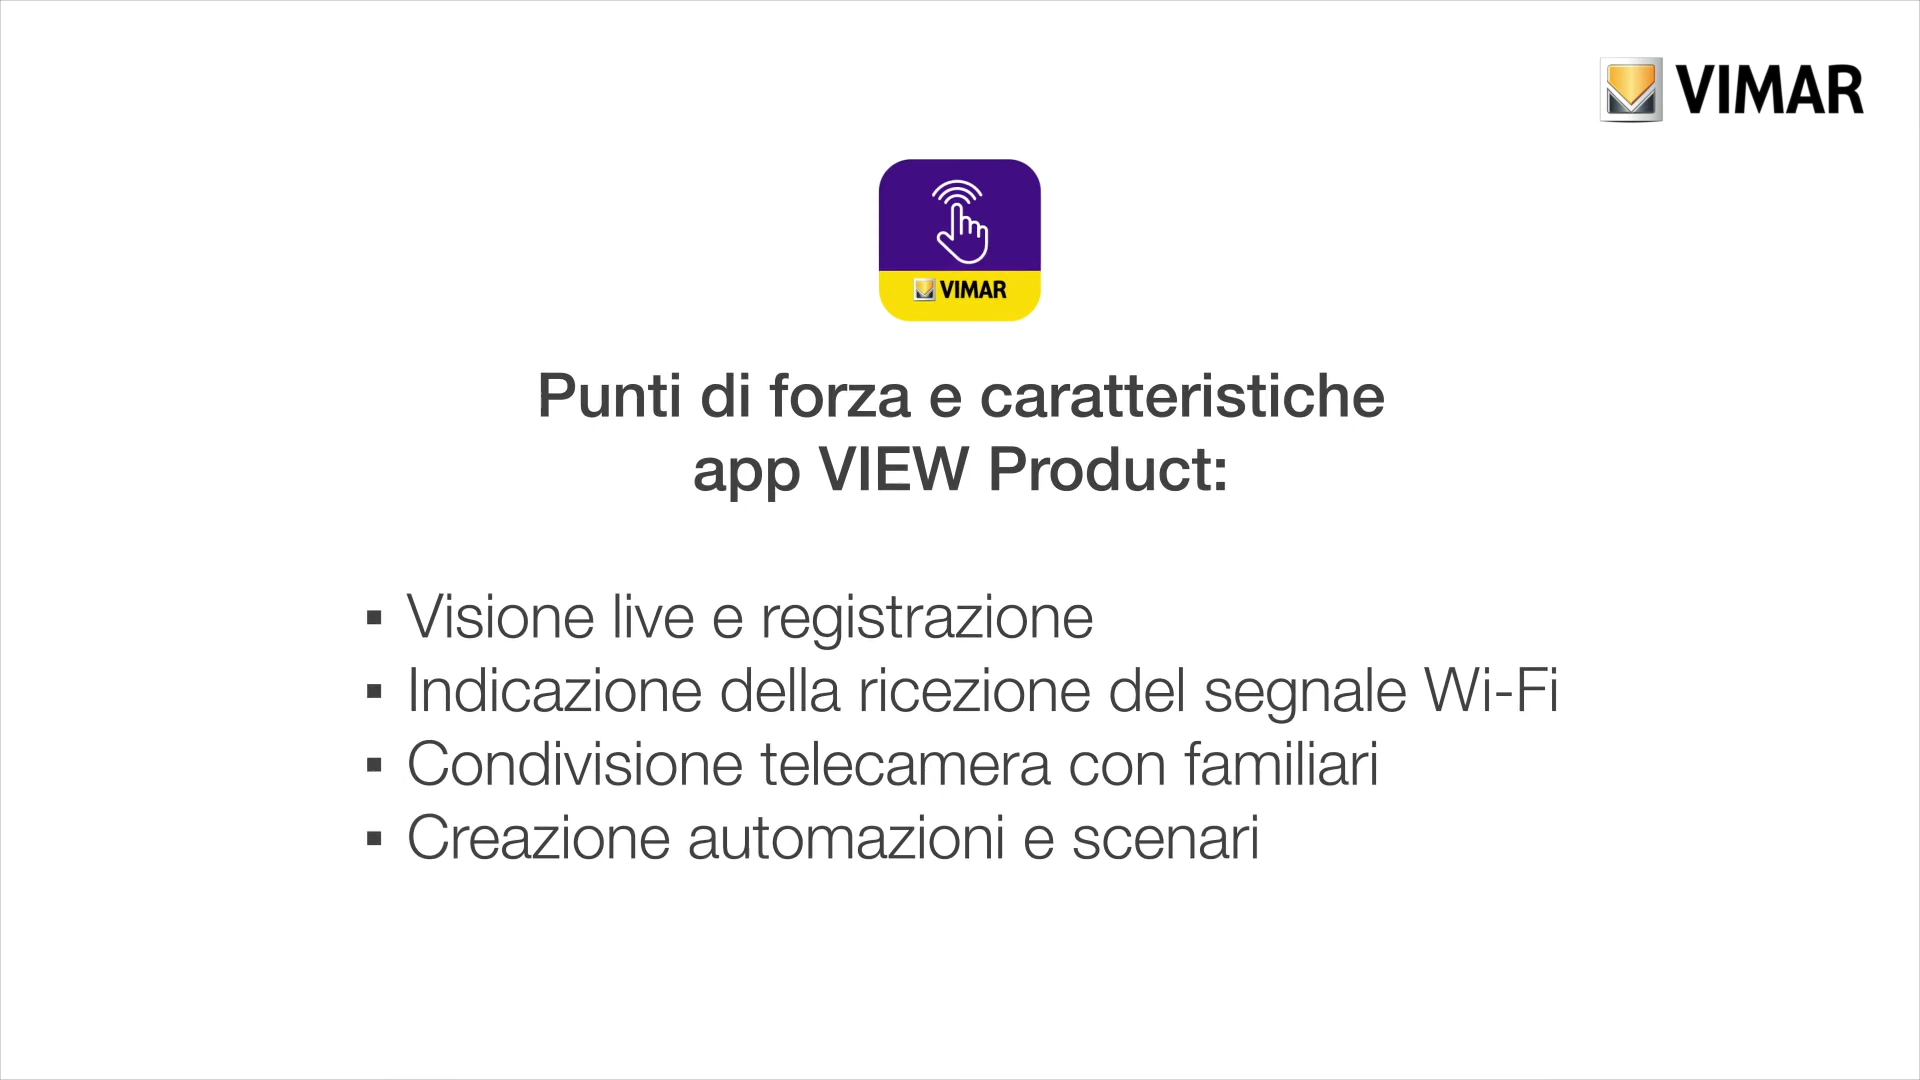 VIMAR
VIMAR
Punti di forza e caratteristiche
app VIEW Product:
▪ Visione live e registrazione
▪ Indicazione della ricezione del segnale Wi-Fi
▪ Condivisione telecamera con familiari
▪ Creazione automazioni e scenari